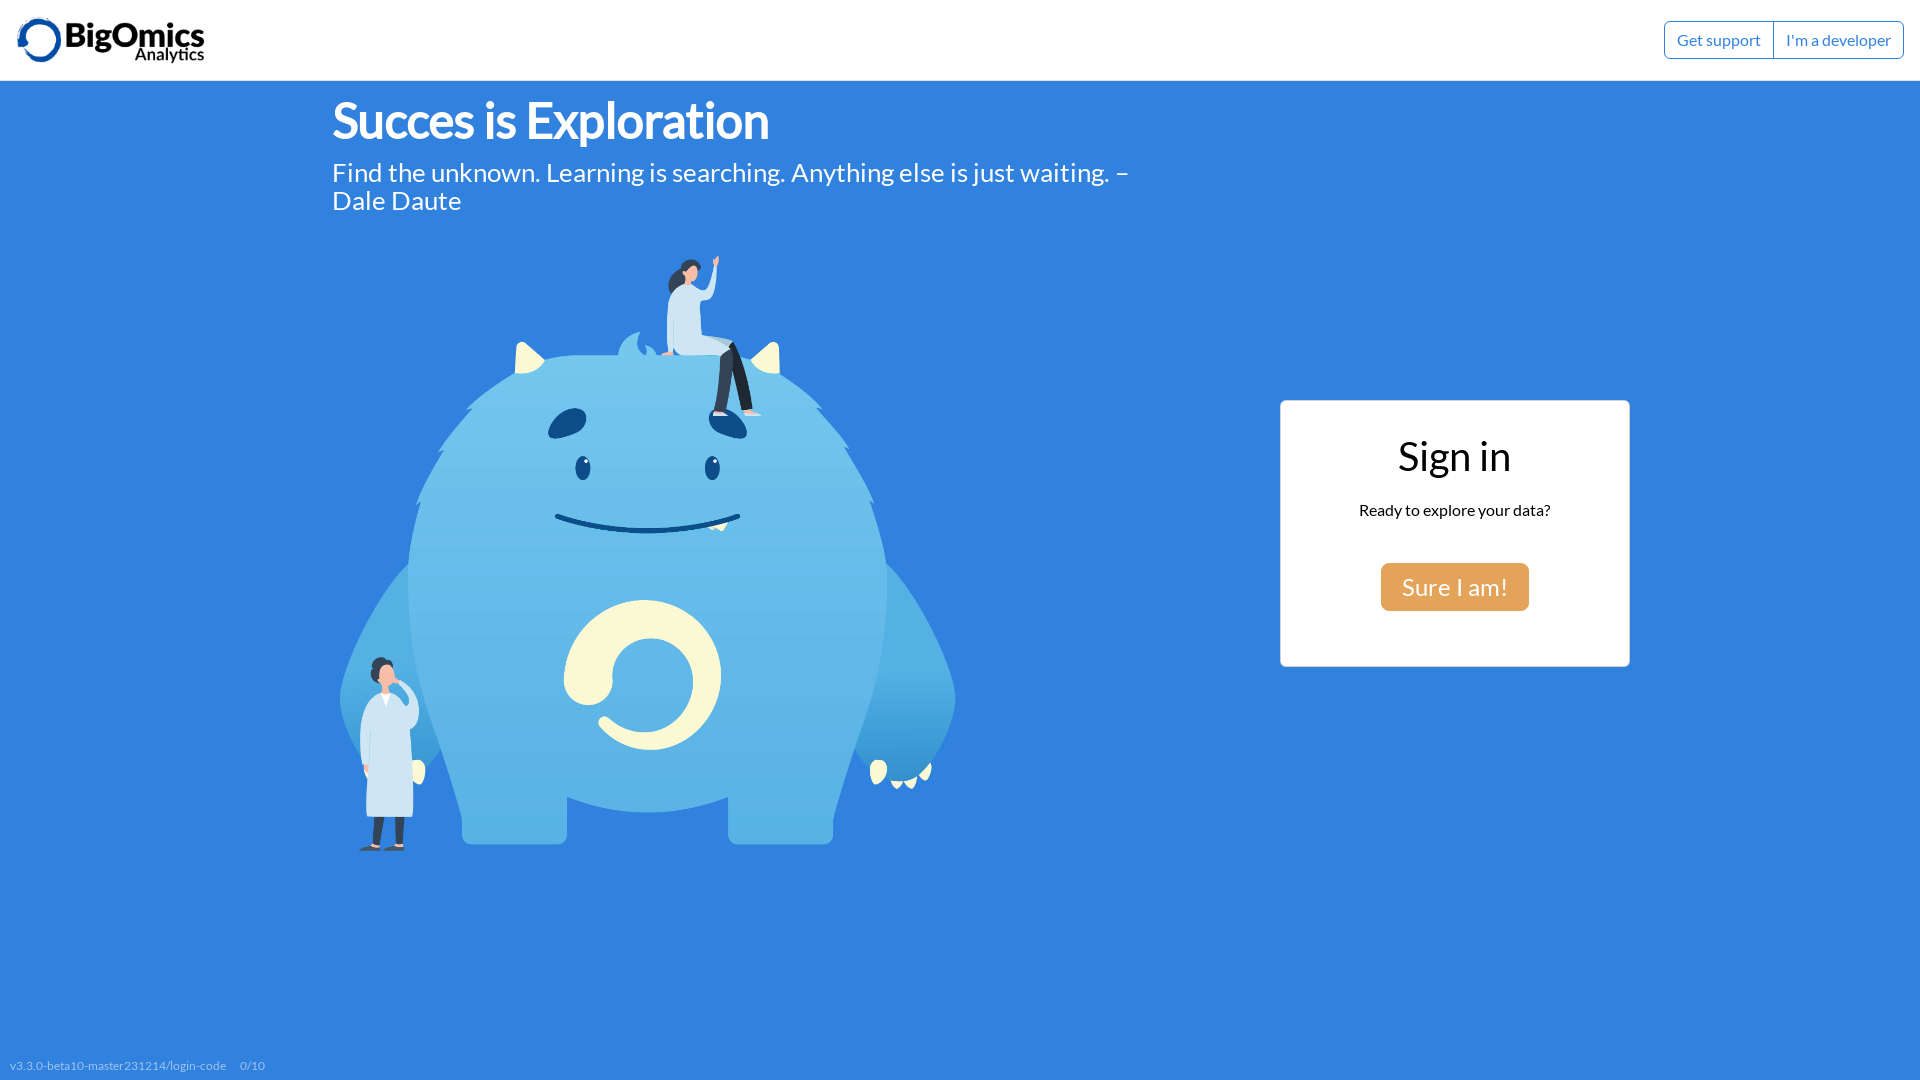 BigOmics
Analytics
Get support
I'm a developer
Succes is Exploration
Find the unknown. Learning is searching. Anything else is just waiting. –
Dale Daute
Sign in
Ready to explore your data?
Sure I am!
v3.3.0-beta10-master231214/login-code 0/10